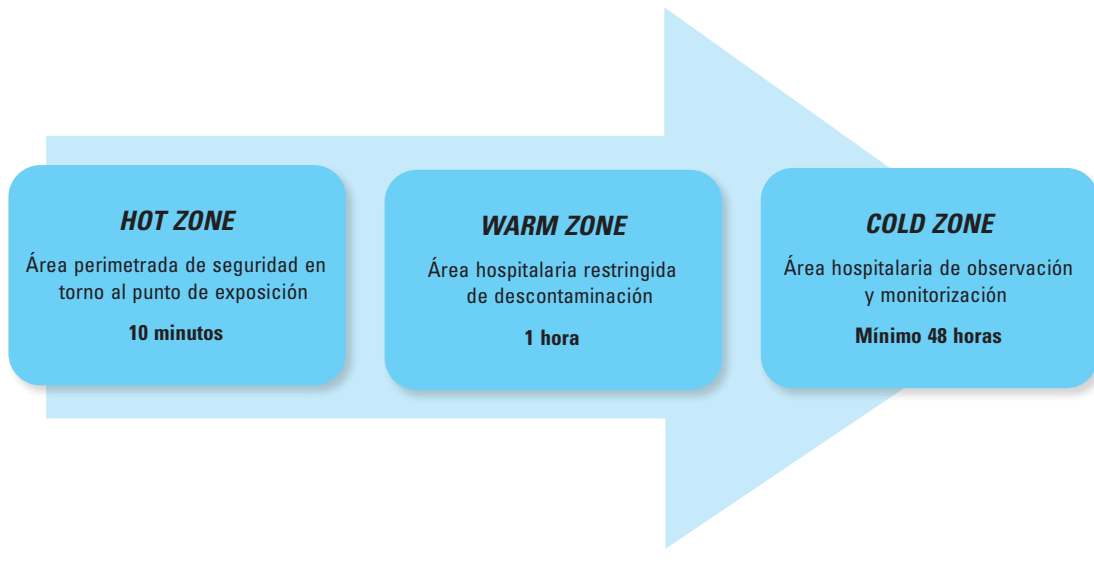 HOT ZONE
Área perimetrada de seguridad en
torno al punto de exposición
10 minutos
WARM ZONE
Área hospitalaria restringida
de descontaminación
1 hora
COLD ZONE
Área hospitalaria de observación
y monitorización
Mínimo 48 horas